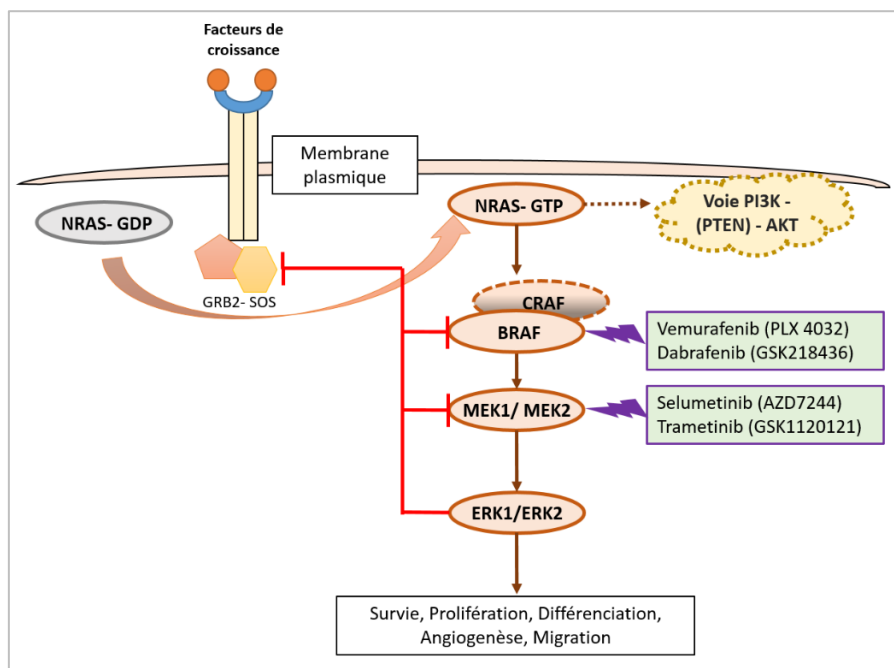 Facteurs de
croissance
Membrane
plasmique
NRAS- GDP
NRAS- GTP
Voie PI3K -
(PTEN) - AKT
GRB2- SOS
CRAF
BRAF
Vemurafenib (PLX 4032)
Dabrafenib (GSK218436)
MEK1/ MEK2
Selumetinib (AZD7244)
Trametinib (GSK1120121)
ERK1/ERK2
Survie, Prolifération, Différenciation,
Angiogenèse, Migration